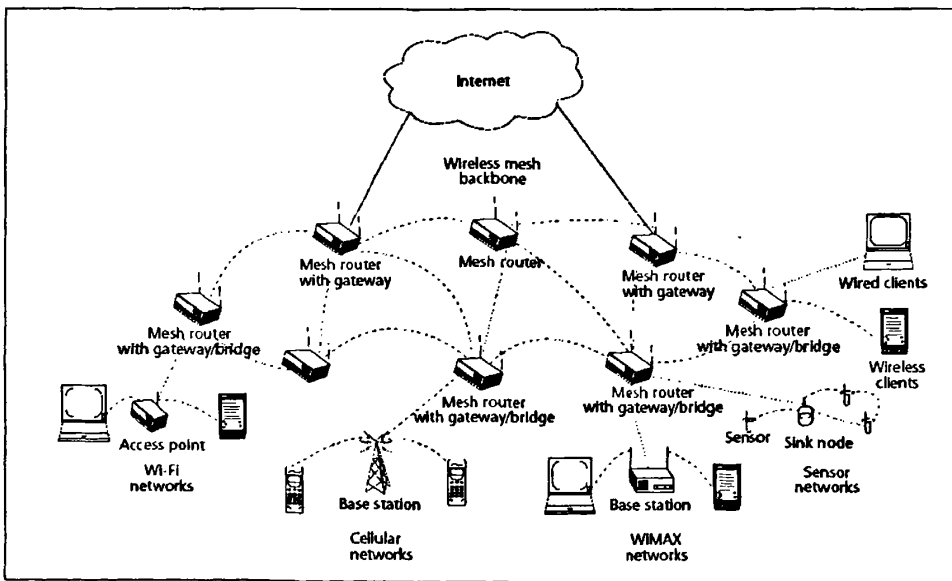 Internet
Wireless mesh
backbone
Mesh router
with gateway
Mesh router
Mesh router
with gateway
Wired clients
Mesh router
with gateway/bridge
Mesh router
with gateway/bridge
Wireless
clients
Mesh router
with gateway/bridge
Mesh router
with gateway/bridge
Access point
Wi-Fi
networks
Sensor
Sink node
Sensor
networks
Base station
Cellular
networks
Base station
WIMAX
networks